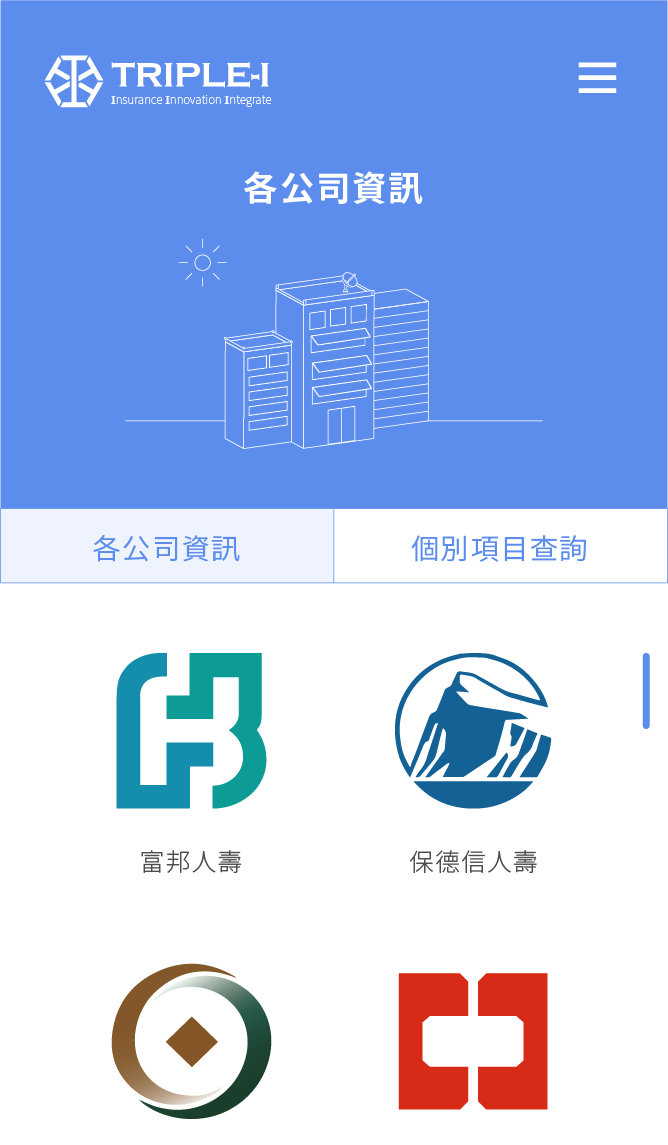 TRIPLE-I
Insurance Innovation Integrate
各公司資訊
各公司資訊
個別項目查詢
富邦人壽
保德信人壽